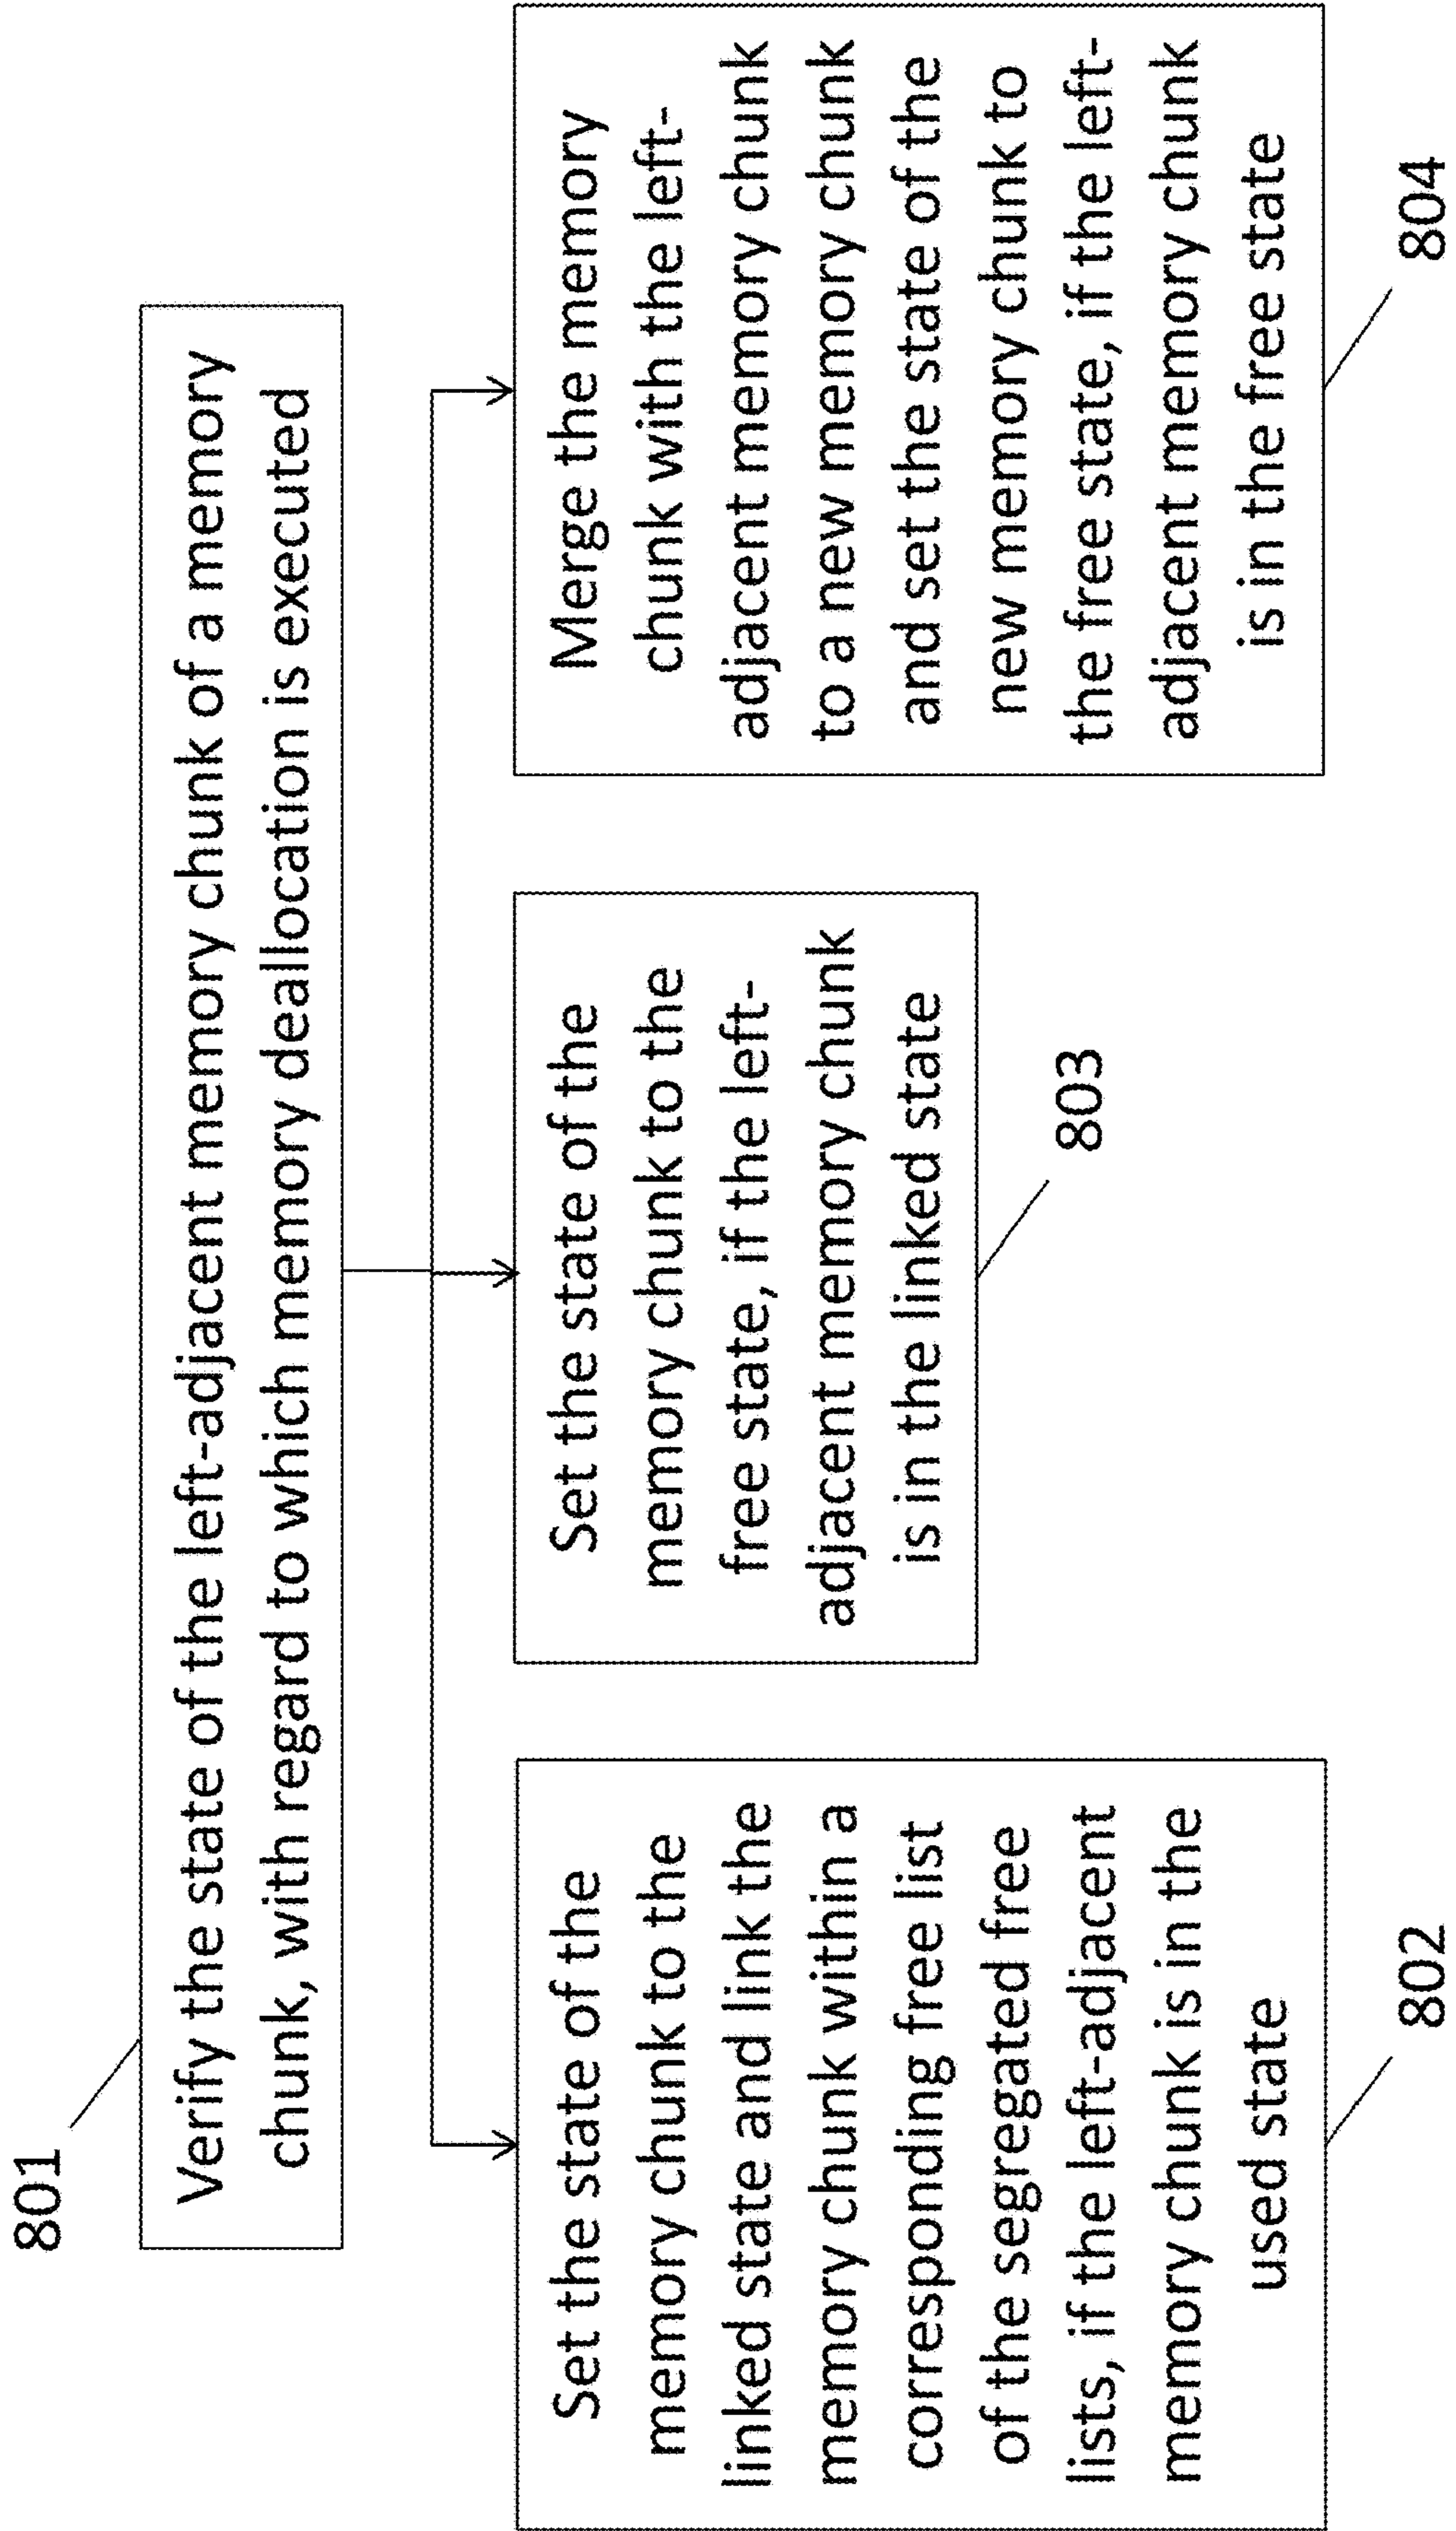 801
Verify the state of the left-adjacent memory chunk of a memory
chunk, with regard to which memory deallocation is executed
Set the state of the
memory chunk to the
linked state and link the
memory chunk within a
corresponding free list
of the segregated free
lists, if the left-adjacent
memory chunk is in the
used state
802
Set the state of the
memory chunk to the
free state, if the left-
adjacent memory chunk
is in the linked state
803
Merge the memory
chunk with the left-
adjacent memory chunk
to a new memory chunk
and set the state of the
new memory chunk to
the free state, if the left-
adjacent memory chunk
is in the free state
804